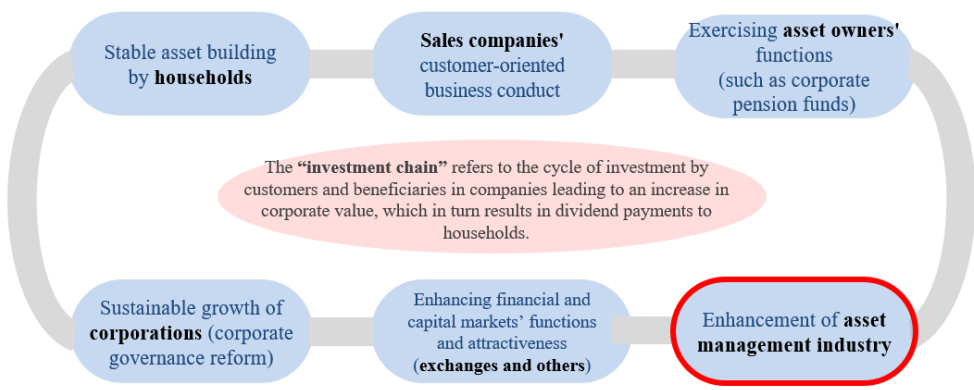 Stable asset building
by households
Sales companies'
customer-oriented
business conduct
Exercising asset owners'
functions
(such as corporate
pension funds)
The “investment chain” refers to the cycle of investment by
customers and beneficiaries in companies leading to an increase in
corporate value, which in turn results in dividend payments to
households.
Sustainable growth of
corporations (corporate
governance reform)
Enhancing financial and
capital markets’ functions
and attractiveness
(exchanges and others)
Enhancement of asset
management industry